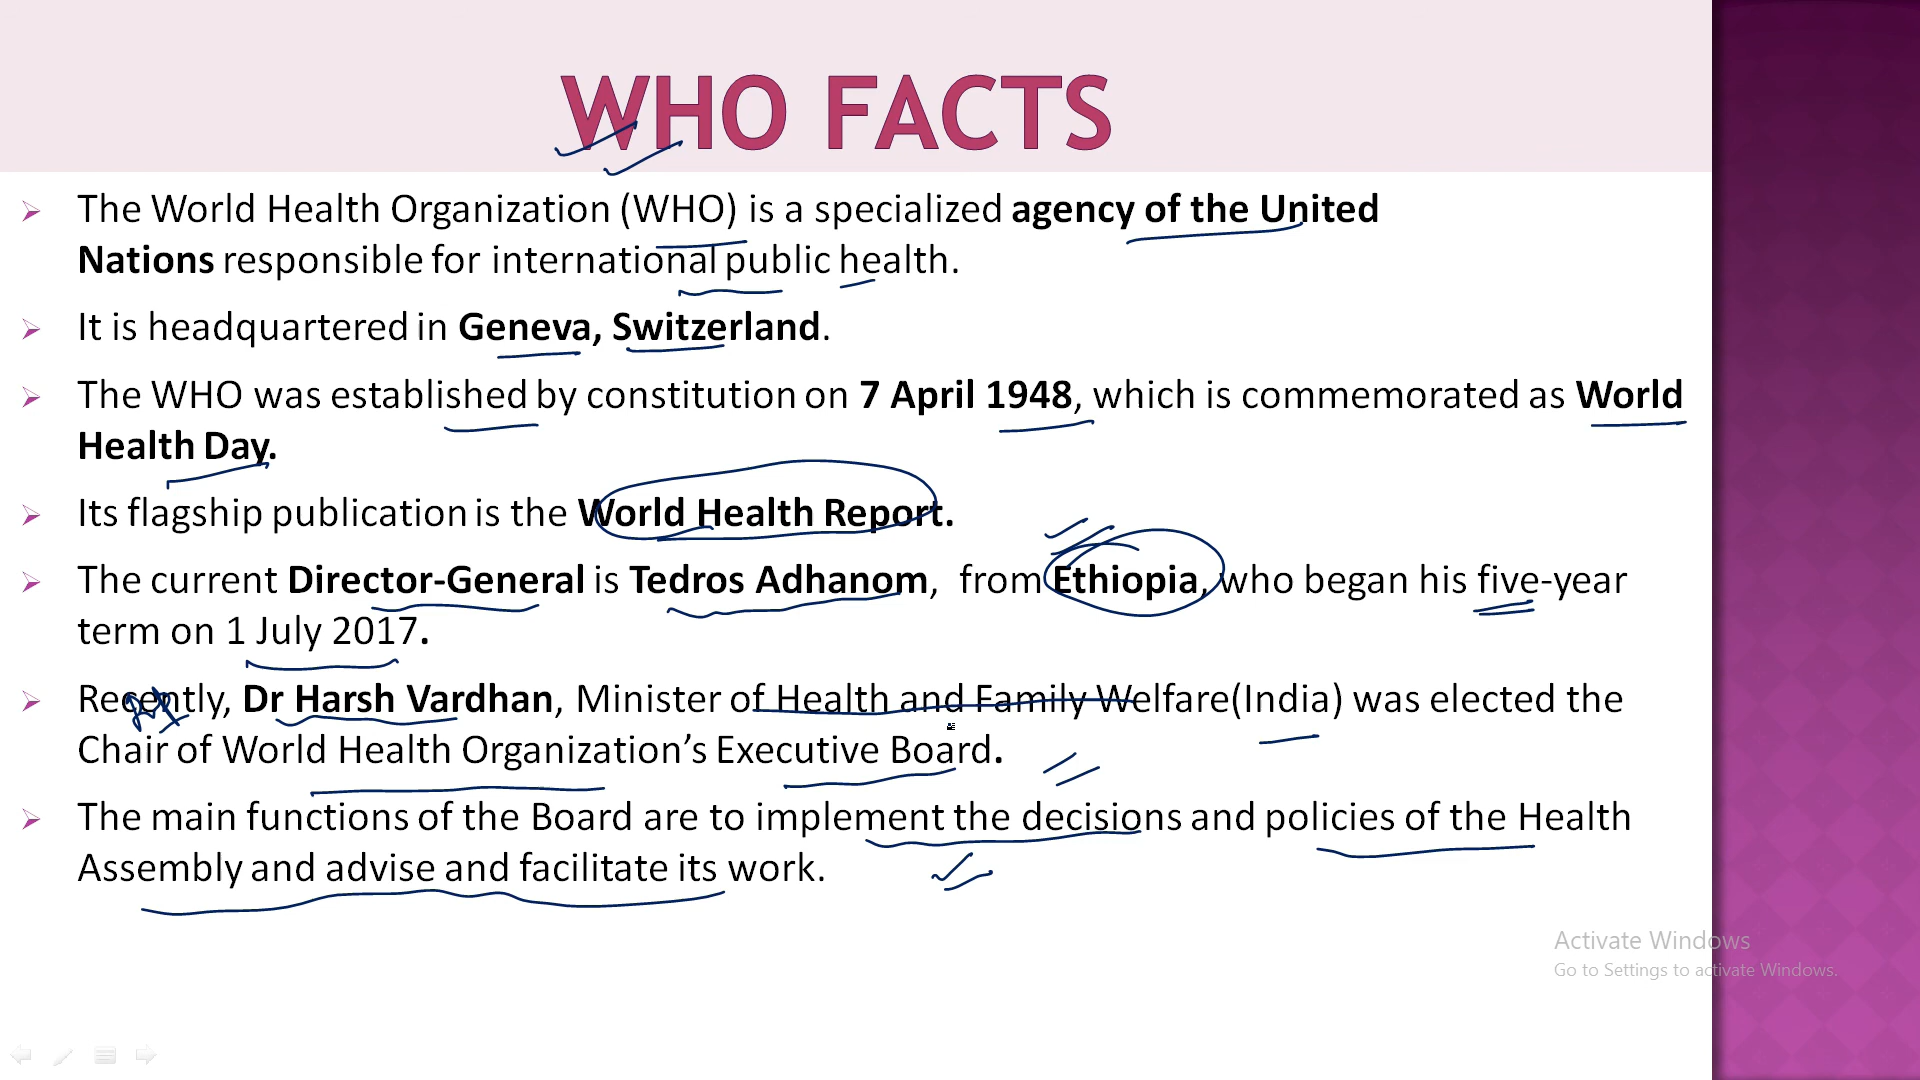 WHO FACTS
The World Health Organization (WHO) is a specialized agency of the United
Nations responsible for international public health.
It is headquartered in Geneva, Switzerland.
The WHO was established by constitution on 7 April 1948, which is commemorated as World
Health Day.
Its flagship publication is the World Health Report.
The current Director-General is Tedros Adhanom, from Ethiopia, who began his five-year
term on 1 July 2017.
Recently, Dr Harsh Vardhan, Minister of Health and Family Welfare(India) was elected the
Chair of World Health Organization’s Executive Board.
The main functions of the Board are to implement the decisions and policies of the Health
Assembly and advise and facilitate its work.
Activate Windows
Go to Settings to activate Windows.